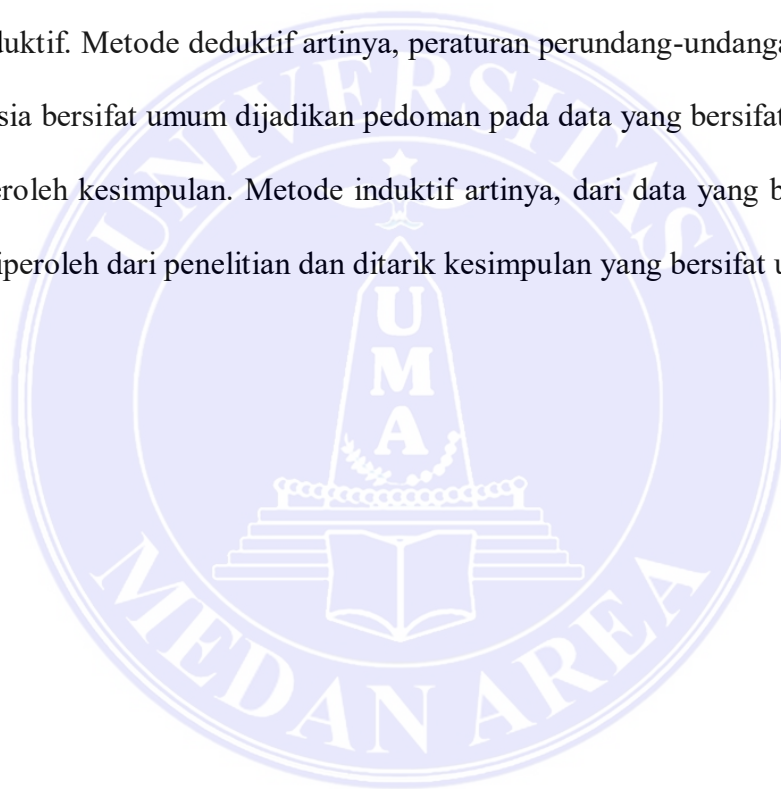 duktif. Metode deduktif artinya, peraturan perundang-undanga
sia bersifat umum dijadikan pedoman pada data yang bersifat
eroleh kesimpulan. Metode induktif artinya, dari data yang b
iperoleh dari penelitian dan ditarik kesimpulan yang bersifat u
UNIVERSITAS
U
M
A
MEDAN AREA